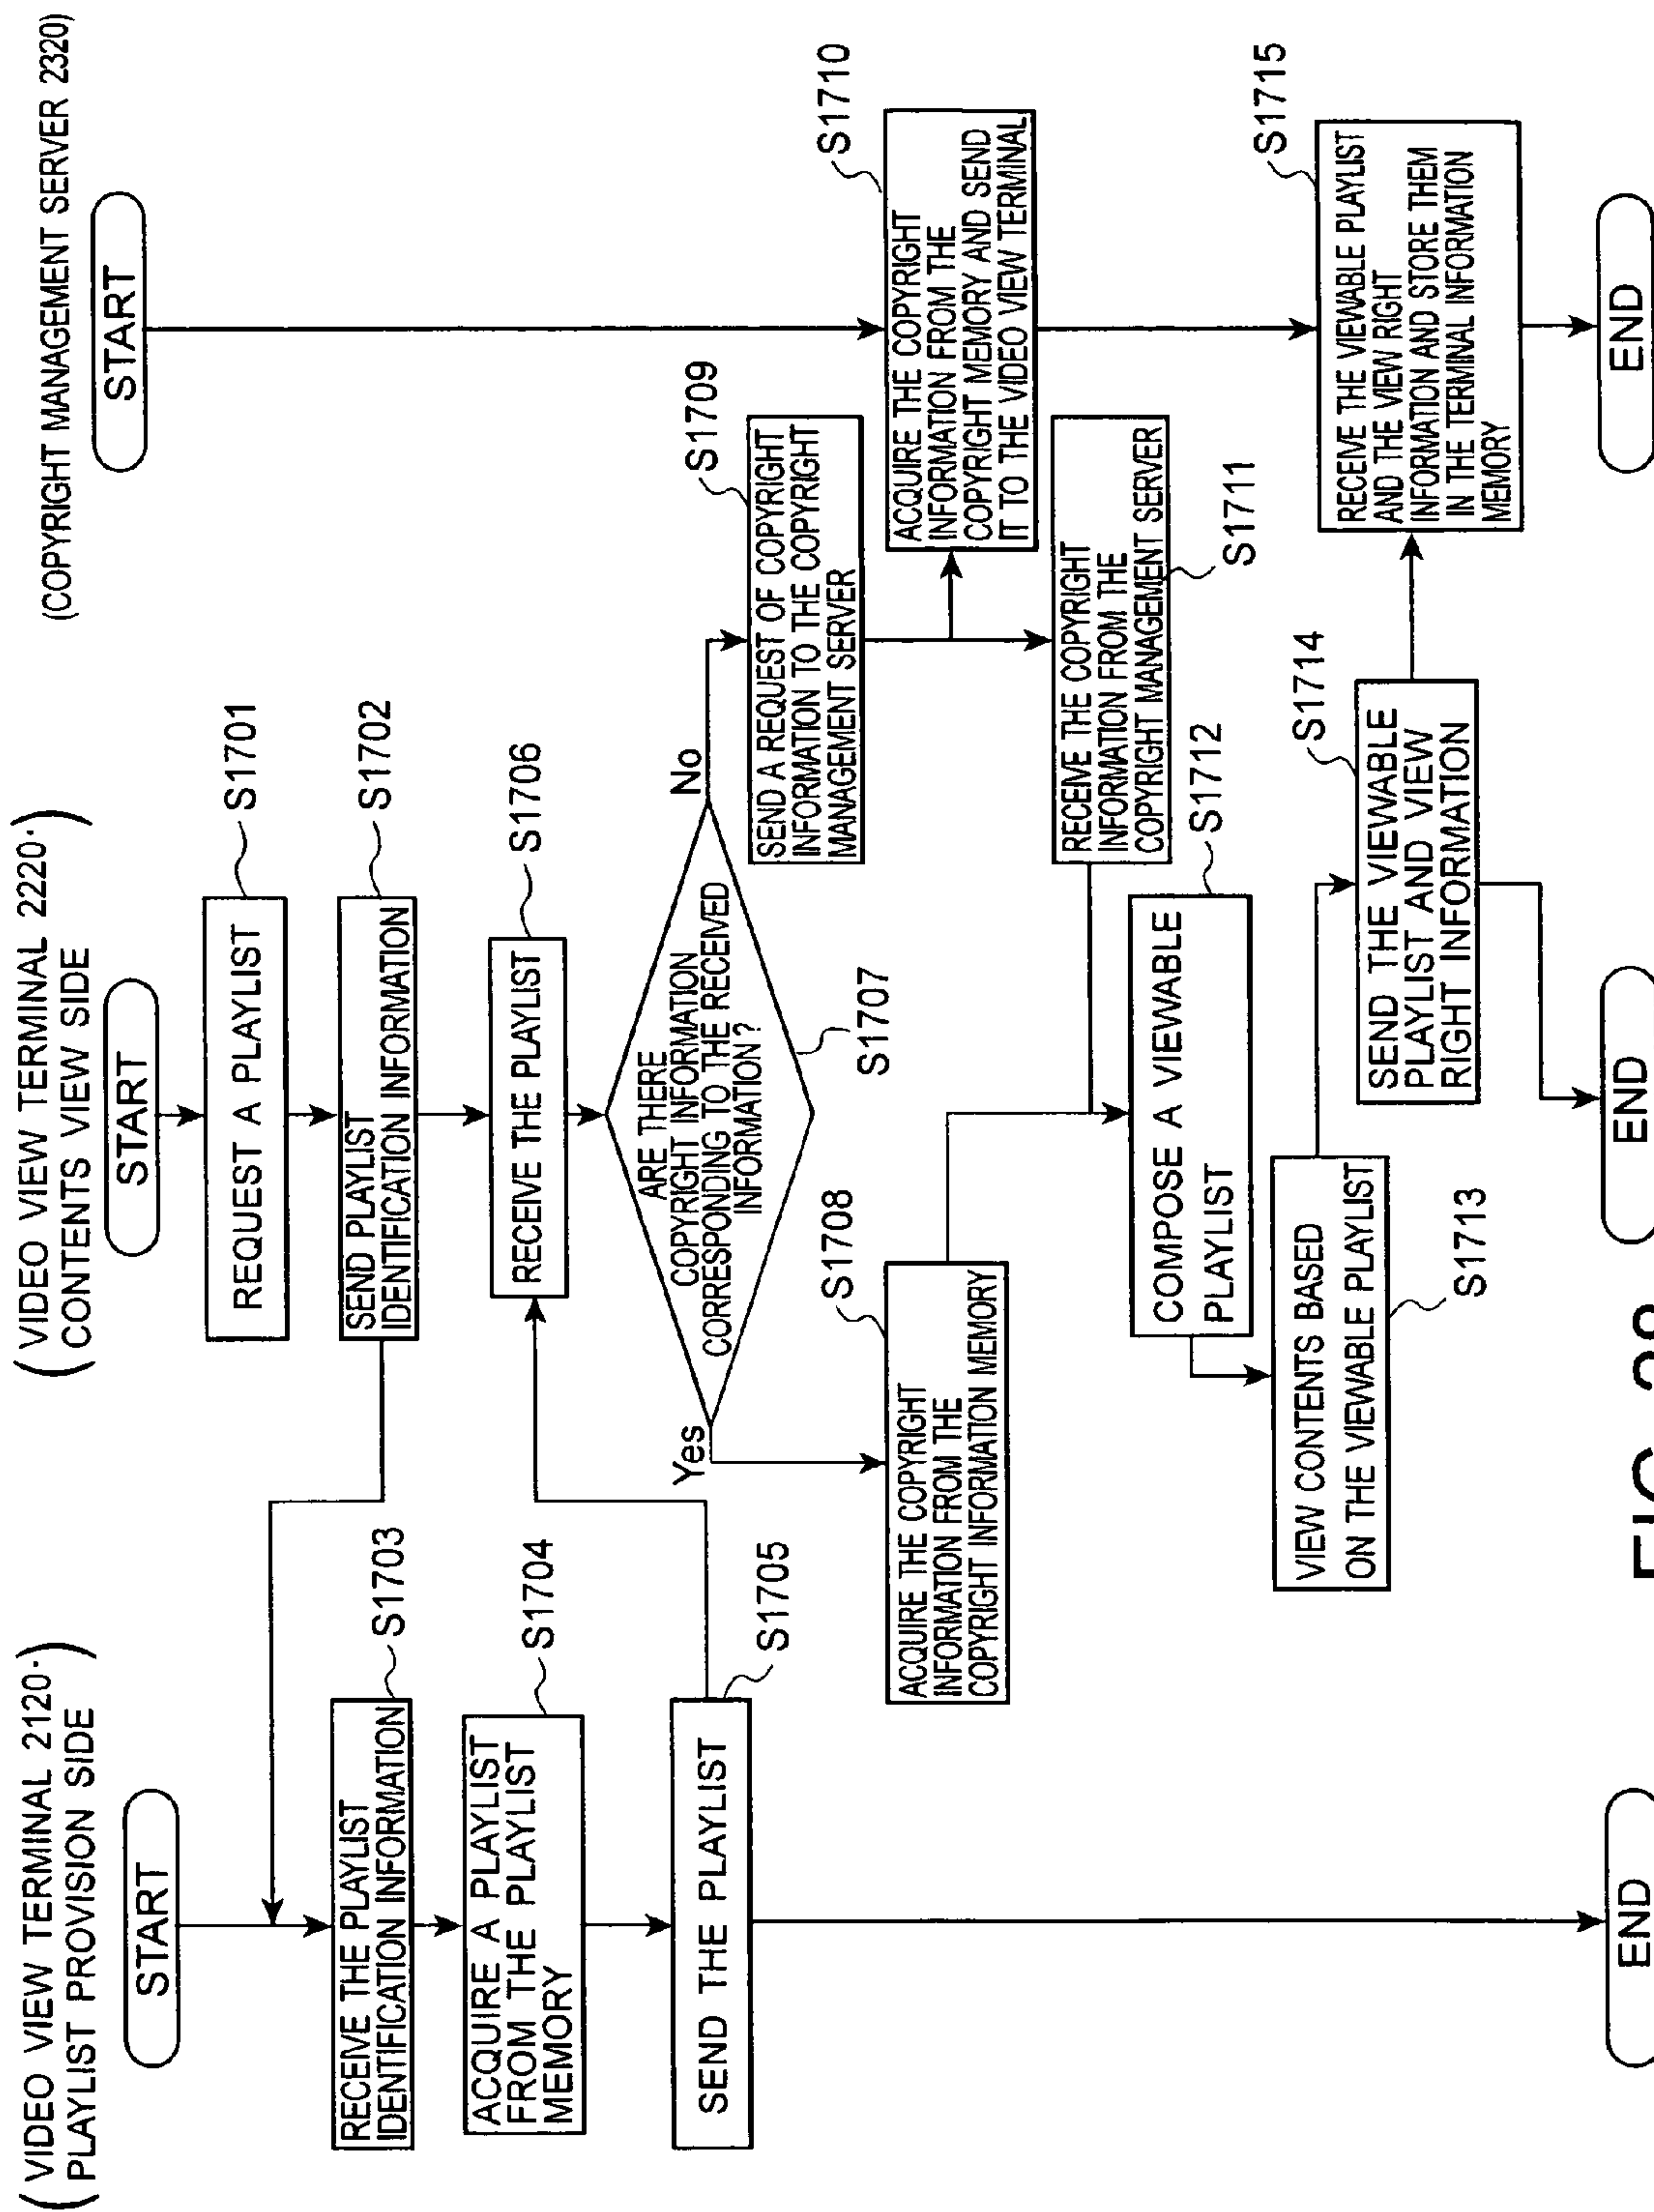 (VIDEO VIEW TERMINAL 2120·
PLAYLIST PROVISION SIDE)
START
RECEIVE THE PLAYLIST
IDENTIFICATION INFORMATION
S1703
ACQUIRE A PLAYLIST
FROM THE PLAYLIST
MEMORY
S1704
SEND THE PLAYLIST
S1705
END
(VIDEO VIEW TERMINAL 2220·
CONTENTS VIEW SIDE)
START
REQUEST A PLAYLIST
S1701
SEND PLAYLIST
IDENTIFICATION INFORMATION
S1702
RECEIVE THE PLAYLIST
S1706
ARE THERE
COPYRIGHT INFORMATION
CORRESPONDING TO THE RECEIVED
INFORMATION?
S1707
Yes
No
ACQUIRE THE COPYRIGHT
INFORMATION FROM THE
COPYRIGHT INFORMATION MEMORY
S1708
SEND A REQUEST OF COPYRIGHT
INFORMATION TO THE COPYRIGHT
MANAGEMENT SERVER
S1709
RECEIVE THE COPYRIGHT
INFORMATION FROM THE
COPYRIGHT MANAGEMENT SERVER
S1711
COMPOSE A VIEWABLE
PLAYLIST
S1712
VIEW CONTENTS BASED
ON THE VIEWABLE PLAYLIST
S1713
SEND THE VIEWABLE
PLAYLIST AND VIEW
RIGHT INFORMATION
S1714
END
(COPYRIGHT MANAGEMENT SERVER 2320)
START
ACQUIRE THE COPYRIGHT
INFORMATION FROM THE
COPYRIGHT MEMORY AND SEND
IT TO THE VIDEO VIEW TERMINAL
S1710
RECEIVE THE VIEWABLE PLAYLIST
AND THE VIEW RIGHT
INFORMATION AND STORE THEM
IN THE TERMINAL INFORMATION
MEMORY
S1715
END